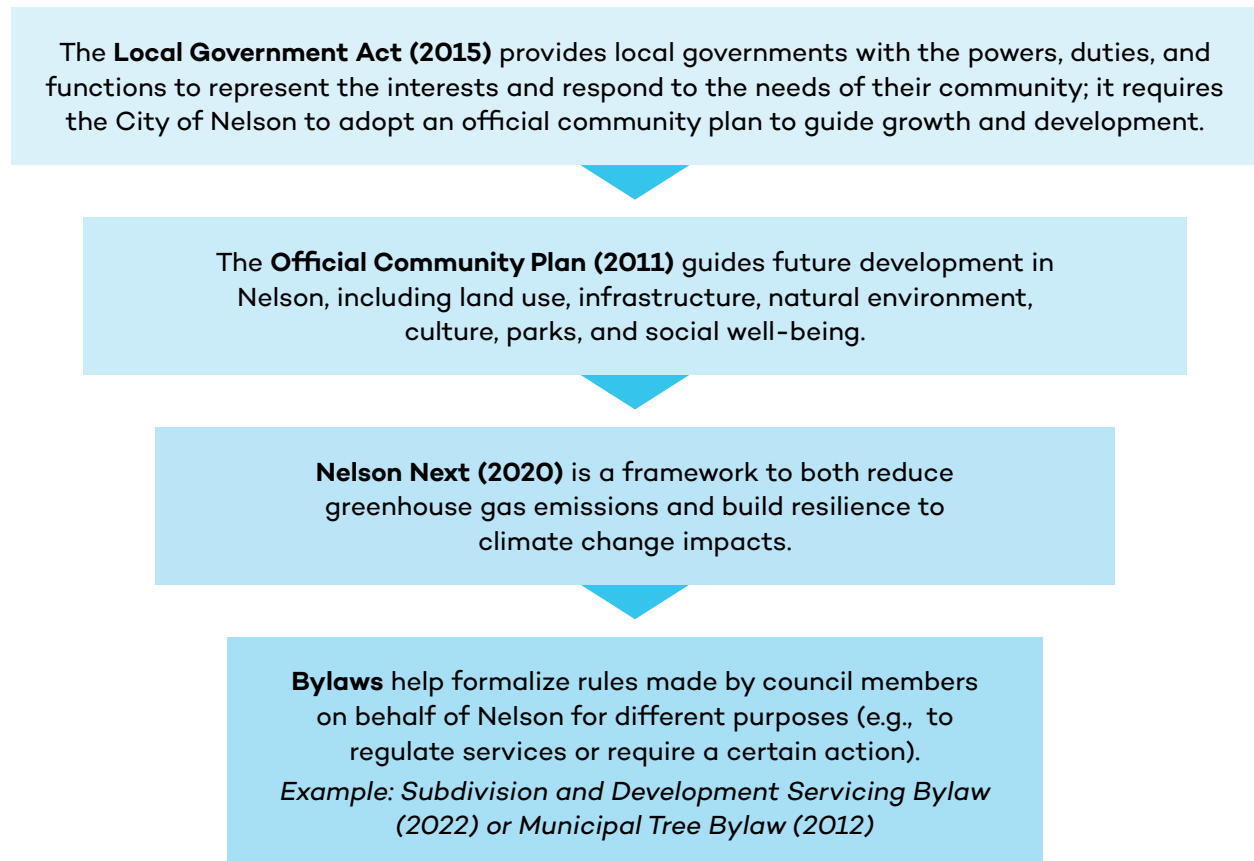 The Local Government Act (2015) provides local governments with the powers, duties, and
functions to represent the interests and respond to the needs of their community; it requires
the City of Nelson to adopt an official community plan to guide growth and development.
The Official Community Plan (2011) guides future development in
Nelson, including land use, infrastructure, natural environment,
culture, parks, and social well-being.
Nelson Next (2020) is a framework to both reduce
greenhouse gas emissions and build resilience to
climate change impacts.
Bylaws help formalize rules made by council members
on behalf of Nelson for different purposes (e.g., to
regulate services or require a certain action).
Example: Subdivision and Development Servicing Bylaw
(2022) or Municipal Tree Bylaw (2012)